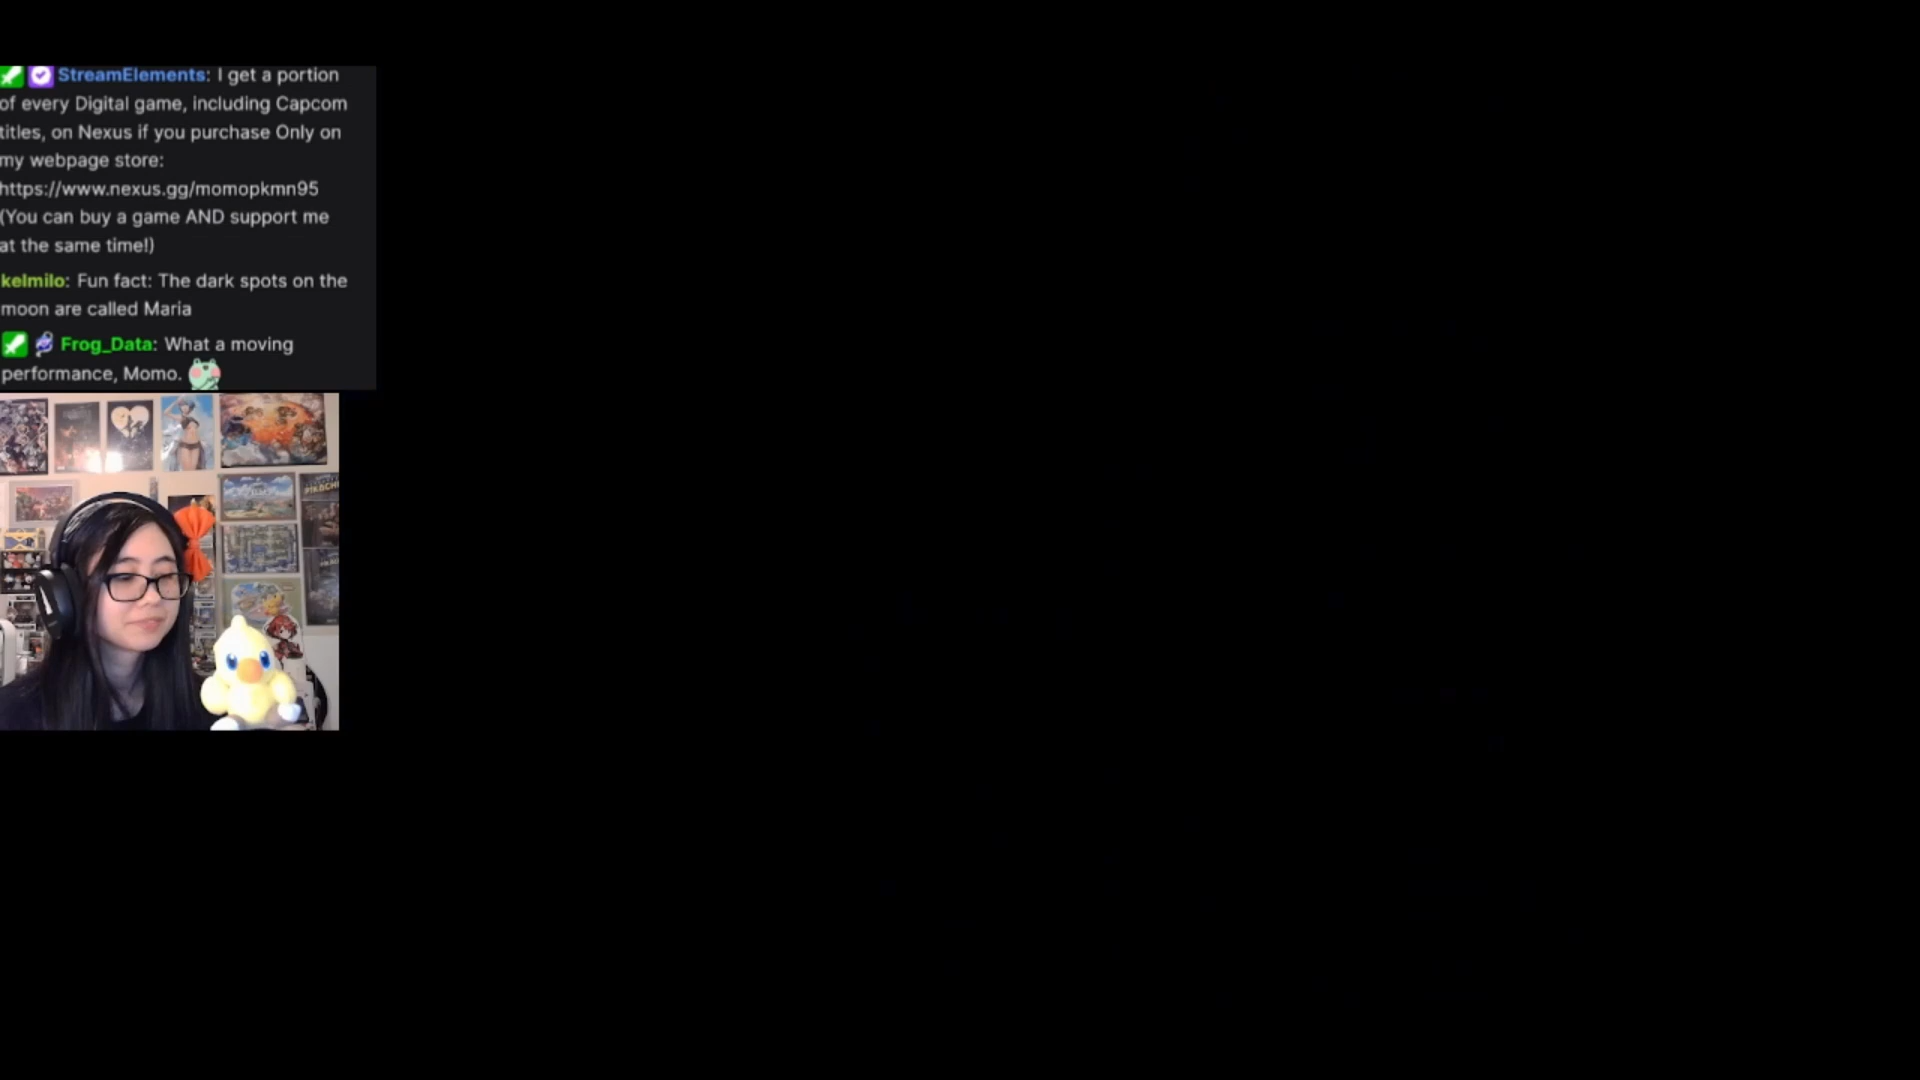 StreamElements: I get a portion
of every Digital game, including Capcom
titles, on Nexus if you purchase Only on
my webpage store:
https://www.nexus.gg/momopkmn95
(You can buy a game AND support me
at the same time!)
kelmilo: Fun fact: The dark spots on the
moon are called Maria
Frog_Data: What a moving
performance, Momo.